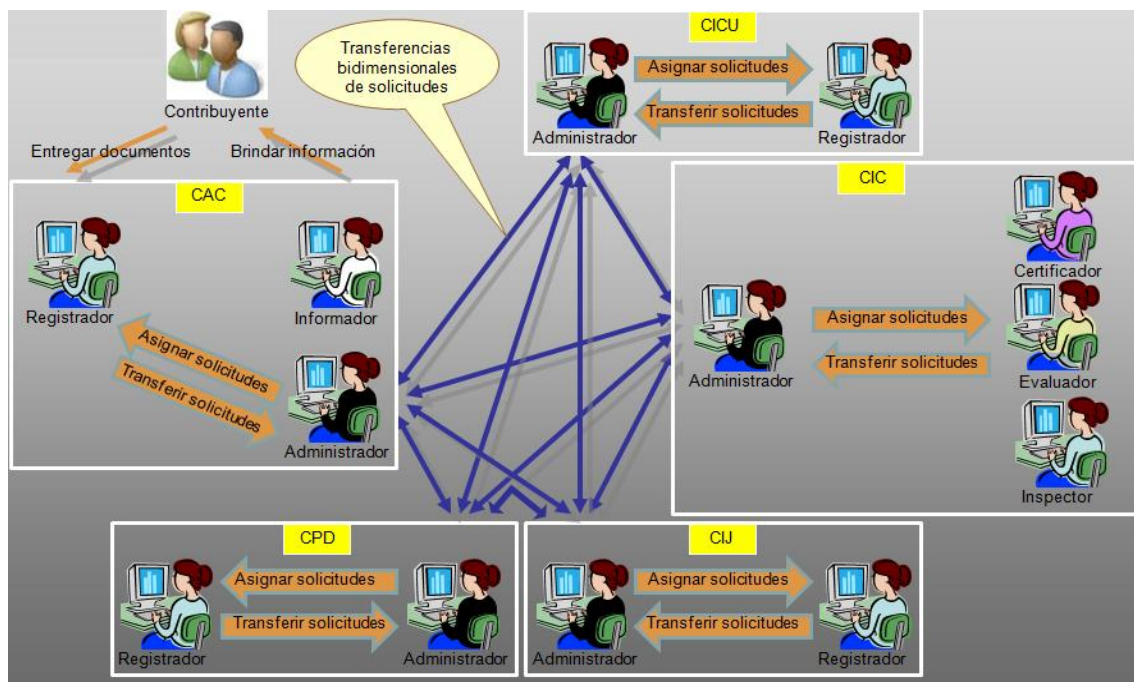 Contribuyente
Entregar documentos
Brindar información
Transferencias
bidimensionales
de solicitudes
CICU
Administrador
Asignar solicitudes
Transferir solicitudes
Registrador
CAC
Registrador
Informador
Asignar solicitudes
Transferir solicitudes
Administrador
CIC
Administrador
Asignar solicitudes
Transferir solicitudes
Certificador
Evaluador
Inspector
CPD
Registrador
Asignar solicitudes
Transferir solicitudes
Administrador
CIJ
Administrador
Asignar solicitudes
Transferir solicitudes
Registrador